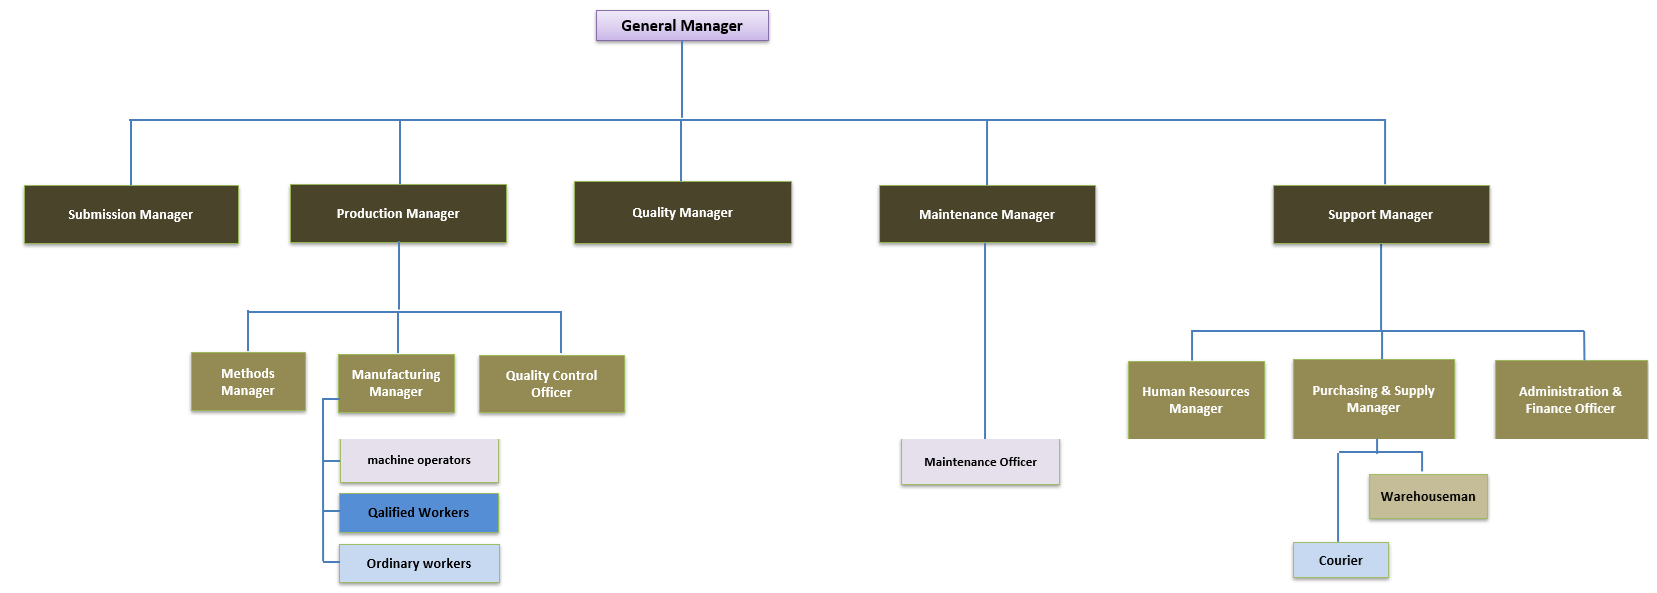 General Manager
Submission Manager
Production Manager
Quality Manager
Maintenance Manager
Support Manager
Methods
Manager
Manufacturing
Manager
Quality Control
Officer
Human Resources
Manager
Purchasing & Supply
Manager
Administration &
Finance Officer
machine operators
Maintenance Officer
Qalified Workers
Warehouseman
Ordinary workers
Courier